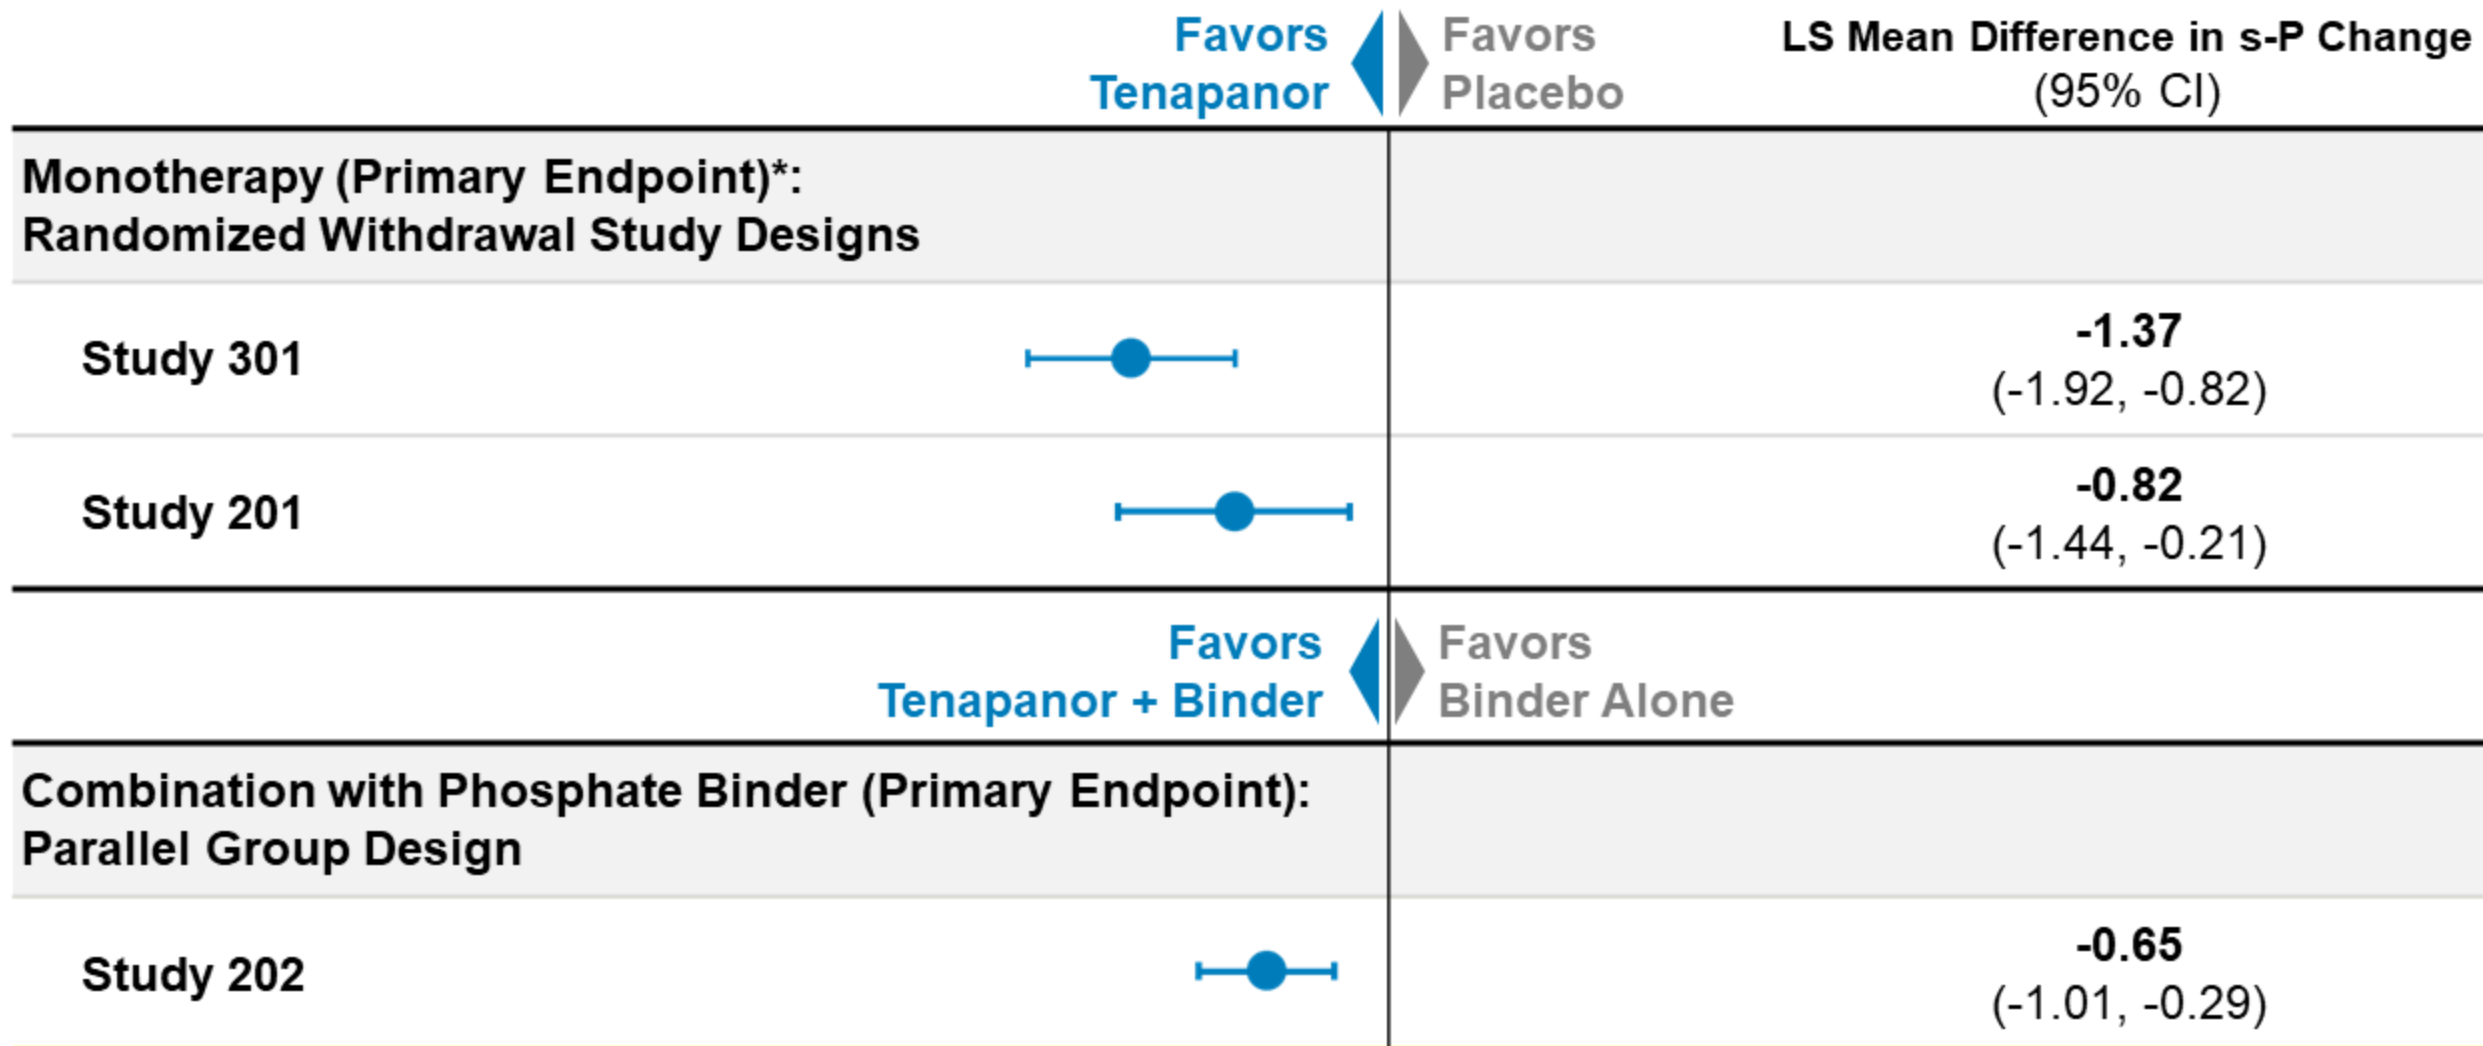 Favors Tenapanor
Favors Placebo
LS Mean Difference in s-P Change
(95% CI)
Monotherapy (Primary Endpoint)*:
Randomized Withdrawal Study Designs
Study 301
-1.37
(-1.92, -0.82)
Study 201
-0.82
(-1.44, -0.21)
Favors
Tenapanor + Binder
Favors
Binder Alone
Combination with Phosphate Binder (Primary Endpoint):
Parallel Group Design
Study 202
-0.65
(-1.01, -0.29)